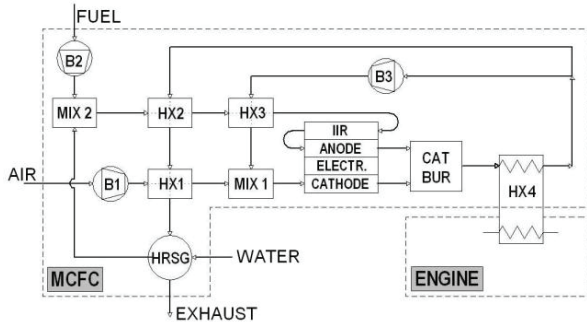 FUEL
B2
B3
MIX 2
HX2
HX3
IIR
ANODE
ELECTR.
CATHODE
CAT
BUR
AIR
B1
HX1
MIX 1
HX4
HRSG
WATER
MCFC
ENGINE
EXHAUST